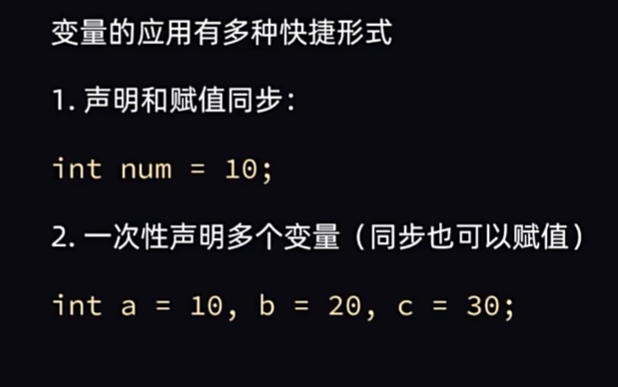 变量的应用有多种快捷形式
1. 声明和赋值同步：
int num = 10;
2. 一次性声明多个变量（同步也可以赋值）
int a = 10, b = 20, c = 30;